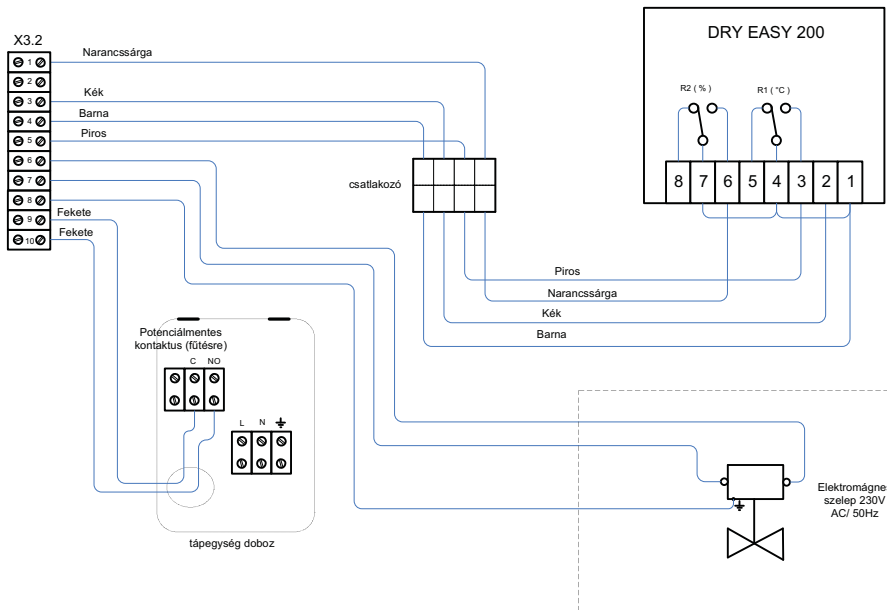 DRY EASY 200
X3.2
R2 ( % )
R1 ( °C )
1
2
3
4
5
6
7
8
9
10
Narancssárga
Kék
Barna
Piros
Fekete
Fekete
csatlakozó
8 7 6 5 4 3 2 1
Piros
Narancssárga
Kék
Barna
Potenciálmentes
kontaktus (fűtésre)
C NO
L N
tápegység doboz
Elektromágne
szelep 230V
AC/ 50Hz